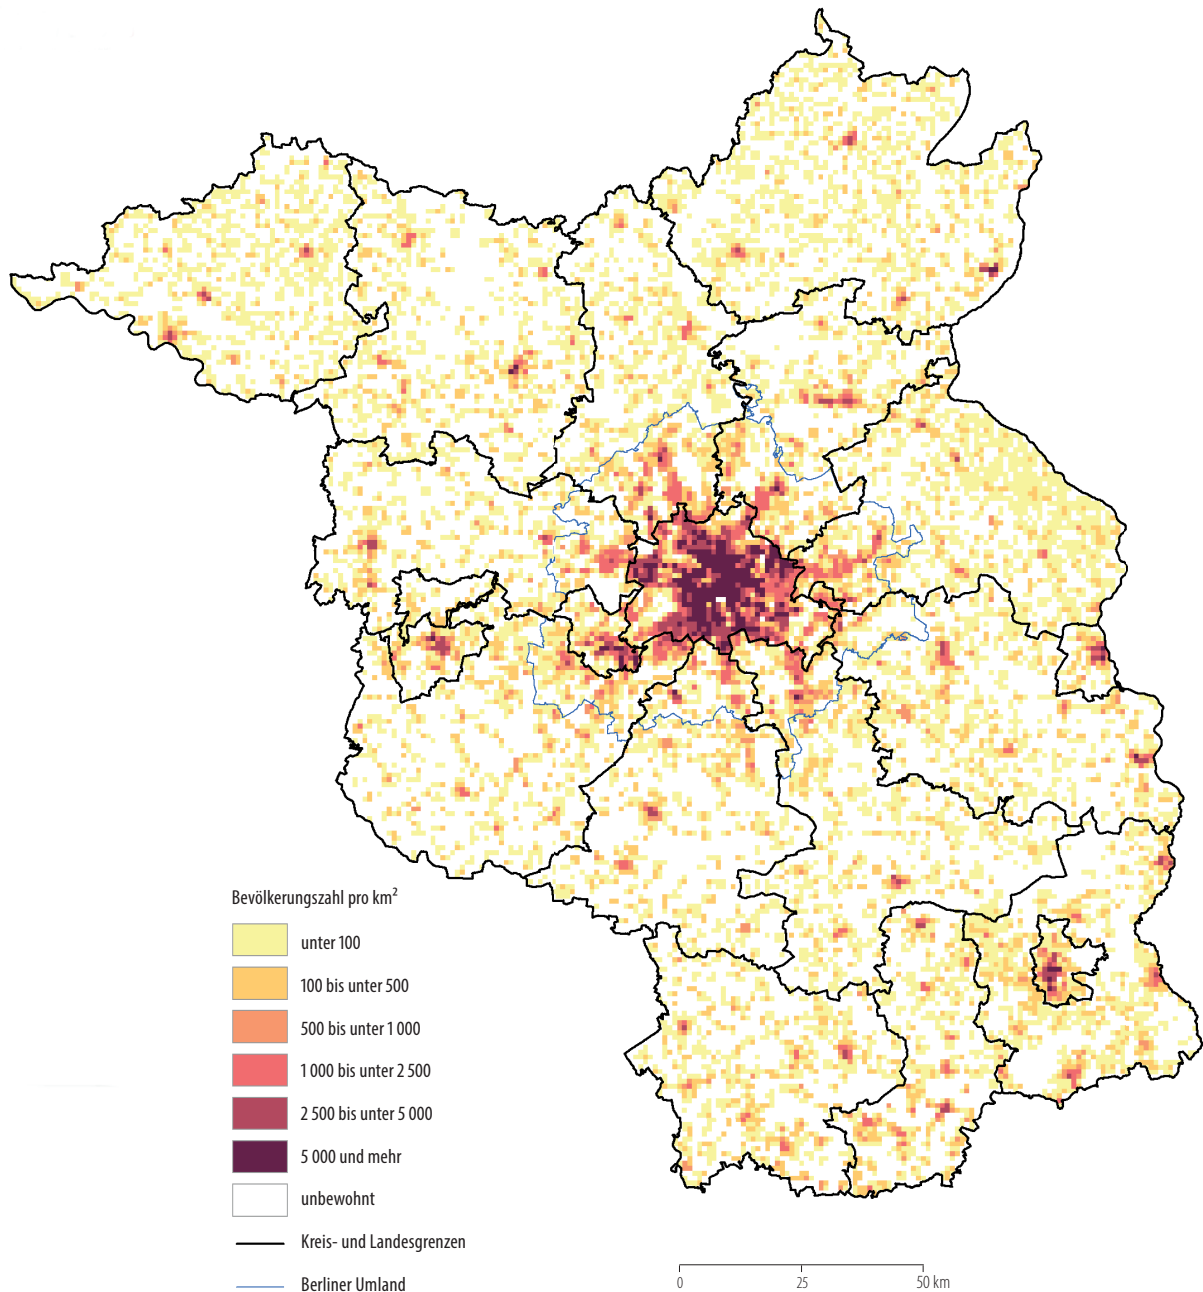 Bevölkerungszahl pro km²
unter 100
100 bis unter 500
500 bis unter 1 000
1 000 bis unter 2 500
2 500 bis unter 5 000
5 000 und mehr
unbewohnt
Kreis- und Landesgrenzen
Berliner Umland
0 25 50 km